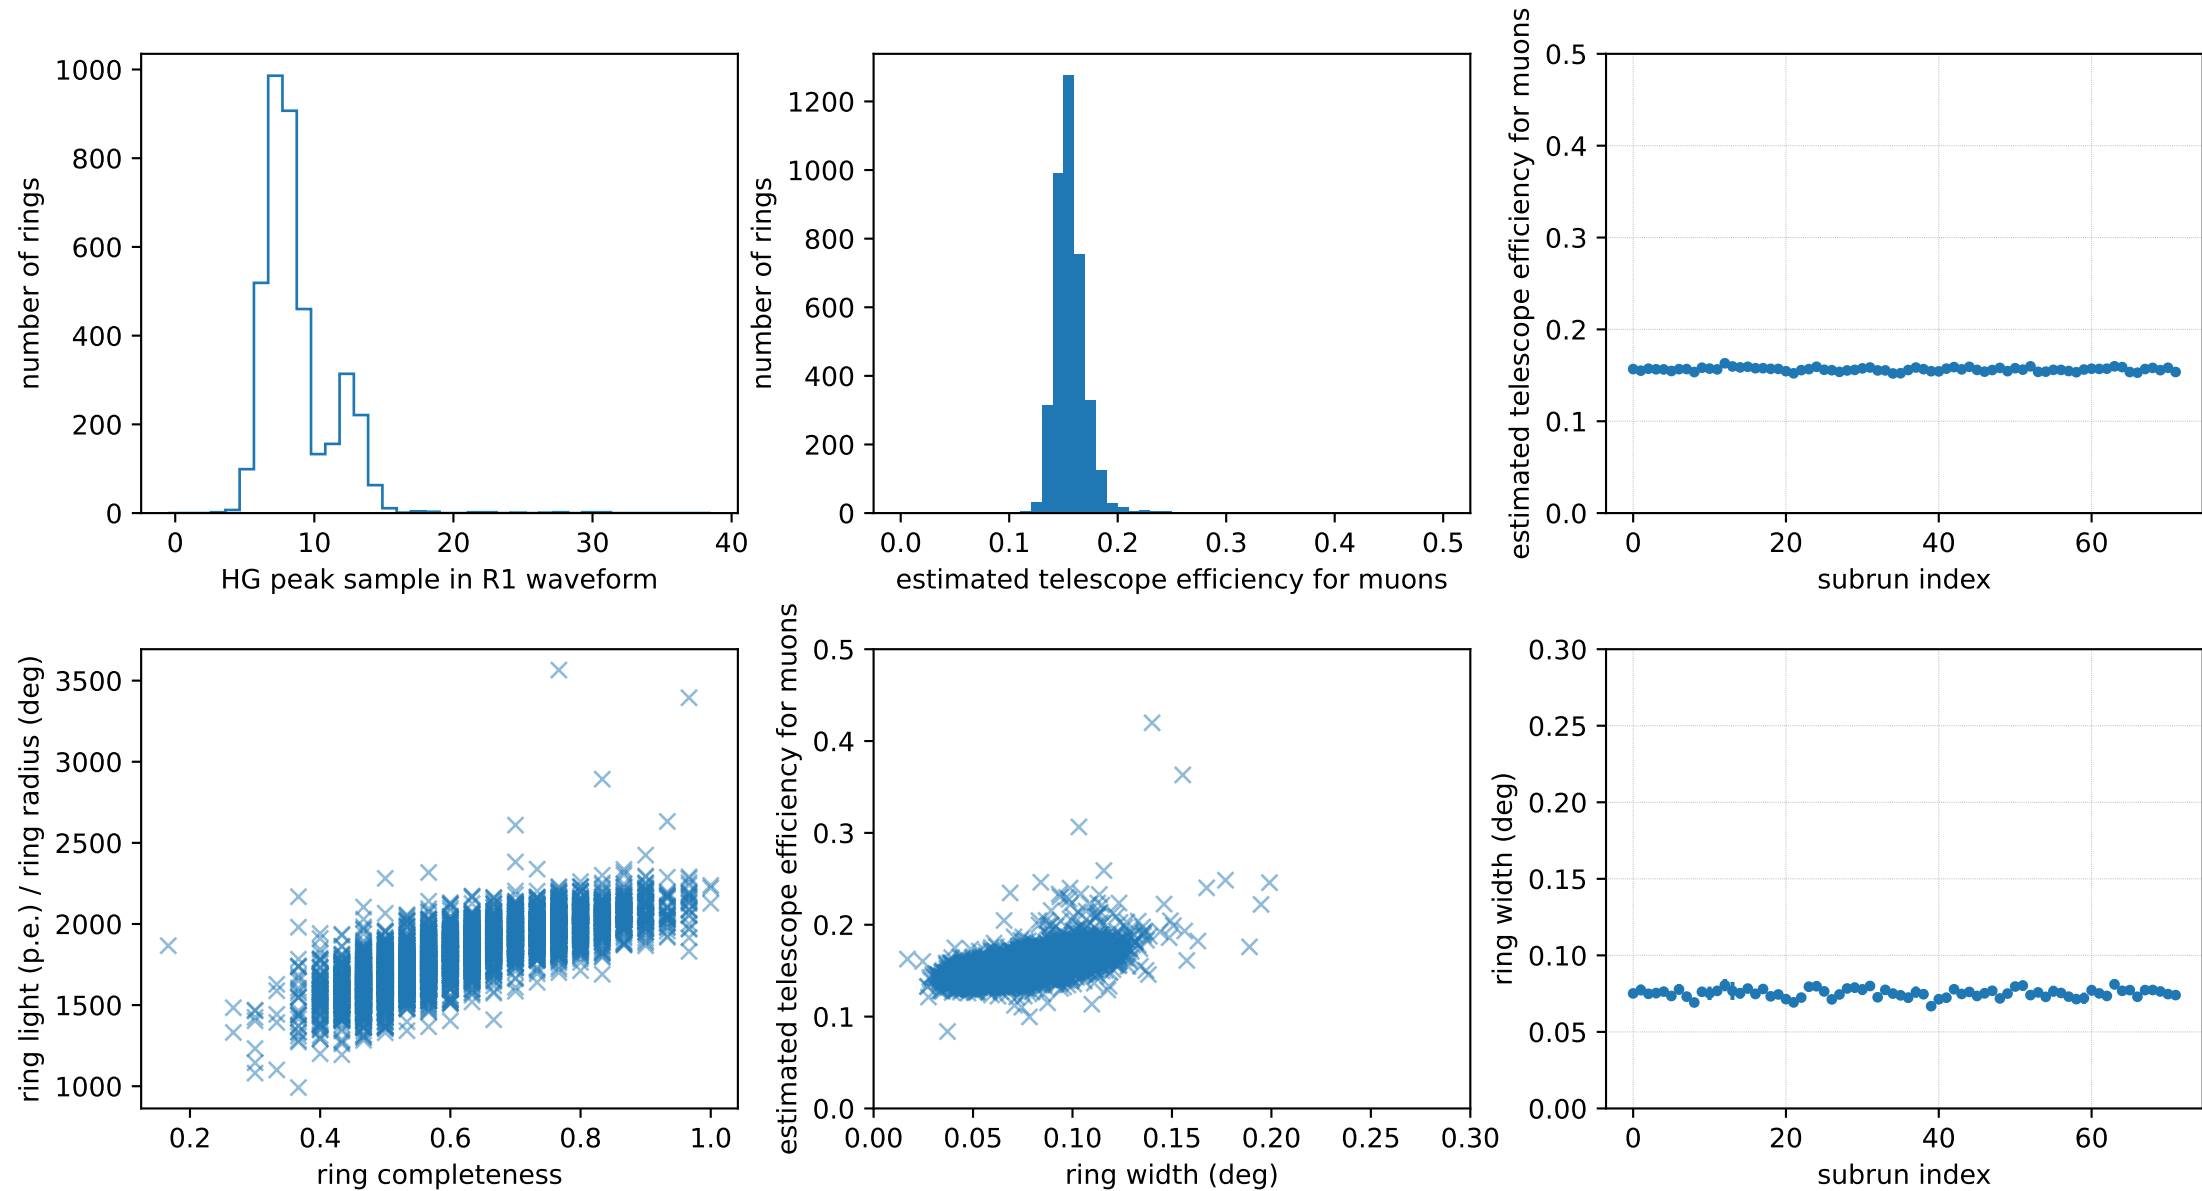 number of rings
1000
800
600
400
200
0
0 10 20 30 40
HG peak sample in R1 waveform
number of rings
1200
1000
800
600
400
200
0
0.0 0.1 0.2 0.3 0.4 0.5
estimated telescope efficiency for muons
estimated telescope efficiency for muons
0.5
0.4
0.3
0.2
0.1
0.0
0 20 40 60
subrun index
ring light (p.e.) / ring radius (deg)
3500
3000
2500
2000
1500
1000
0.2 0.4 0.6 0.8 1.0
ring completeness
estimated telescope efficiency for muons
0.5
0.4
0.3
0.2
0.1
0.0
0.00 0.05 0.10 0.15 0.20 0.25 0.30
ring width (deg)
ring width (deg)
0.30
0.25
0.20
0.15
0.10
0.05
0.00
0 20 40 60
subrun index